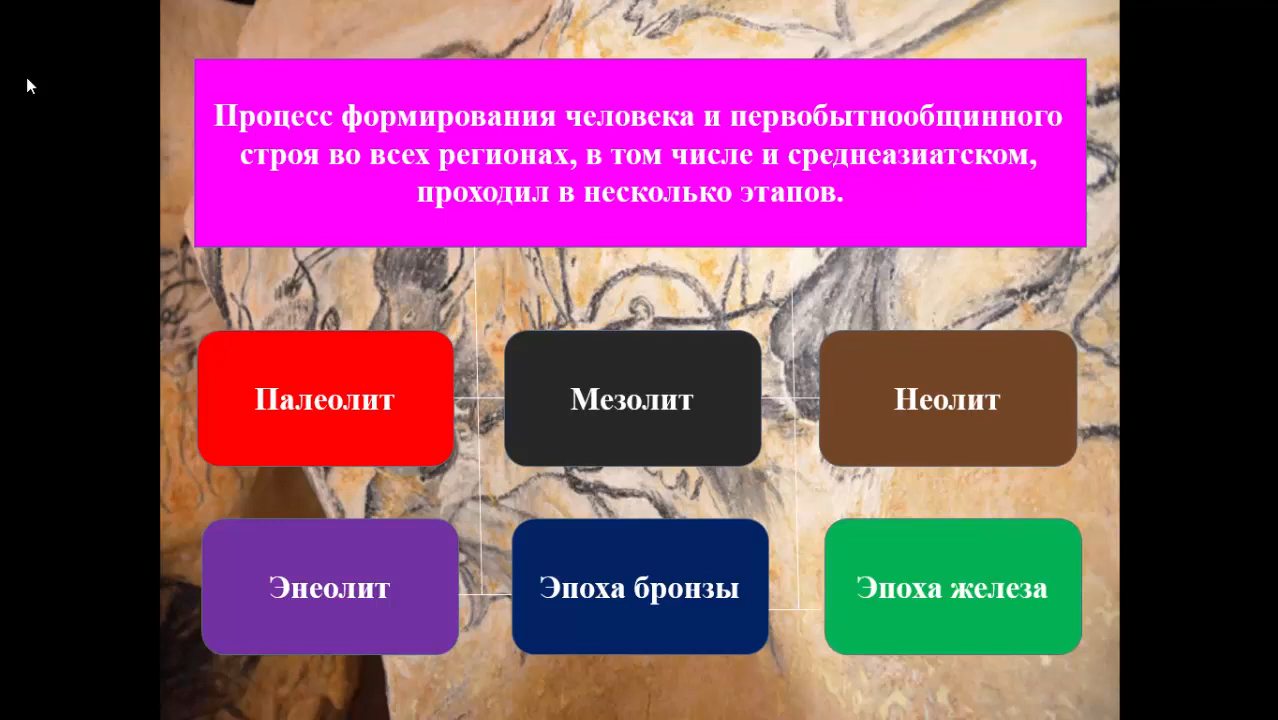 Процесс формирования человека и первобытнообщинного
строя во всех регионах, в том числе и среднеазиатском,
проходил в несколько этапов.
Палеолит
Мезолит
Неолит
Энеолит
Эпоха бронзы
Эпоха железа